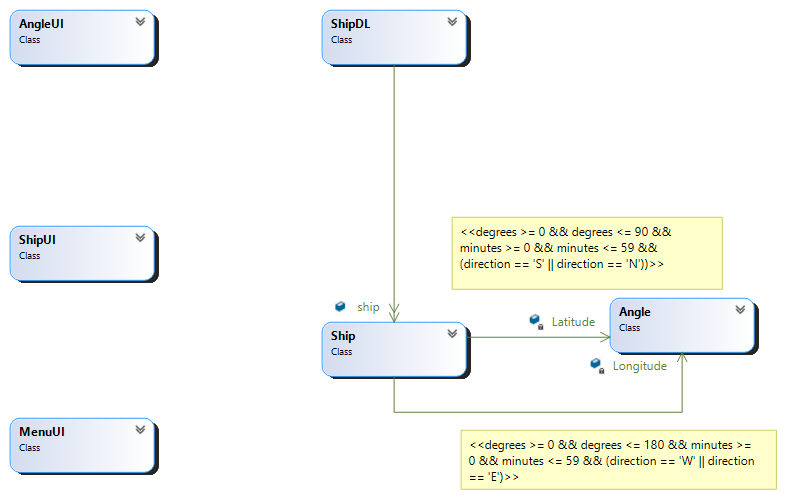 AngleUI
Class
ShipDL
Class
ShipUI
Class
<<degrees >= 0 && degrees <= 90 &&
minutes >= 0 && minutes <= 59 &&
(direction == 'S' || direction == 'N'))>>
ship
Ship
Class
Latitude
Angle
Class
Longitude
MenuUI
Class
<<degrees >= 0 && degrees <= 180 && minutes >=
0 && minutes <= 59 && (direction == 'W' || direction
== 'E')>>